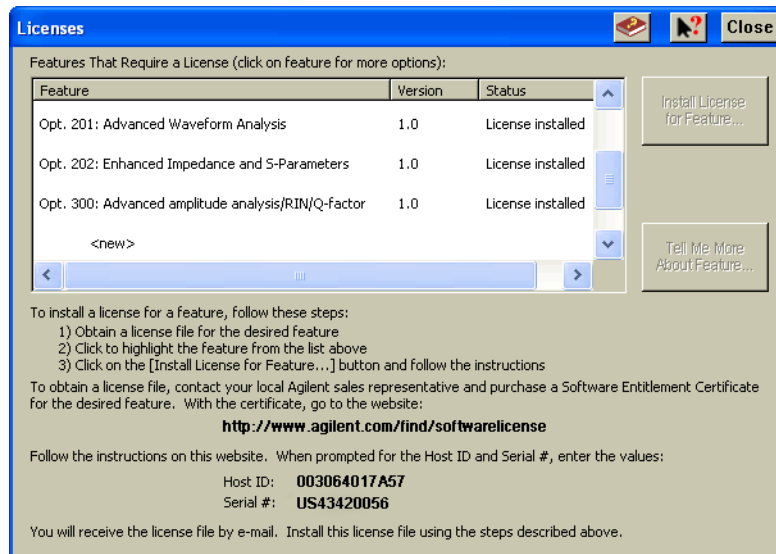 Licenses
Close
Features That Require a License (click on feature for more options):
Feature Version Status
Opt. 201: Advanced Waveform Analysis 1.0 License installed
Opt. 202: Enhanced Impedance and S-Parameters 1.0 License installed
Opt. 300: Advanced amplitude analysis/RIN/Q-factor 1.0 License installed
<new>
Install License
for Feature...
Tell Me More
About Feature...
To install a license for a feature, follow these steps:
1) Obtain a license file for the desired feature
2) Click to highlight the feature from the list above
3) Click on the [Install License for Feature...] button and follow the instructions
To obtain a license file, contact your local Agilent sales representative and purchase a Software Entitlement Certificate
for the desired feature. With the certificate, go to the website:
http://www.agilent.com/find/softwarelicense
Follow the instructions on this website. When prompted for the Host ID and Serial #, enter the values:
Host ID: 003064017A57
Serial #: US43420056
You will receive the license file by e-mail. Install this license file using the steps described above.